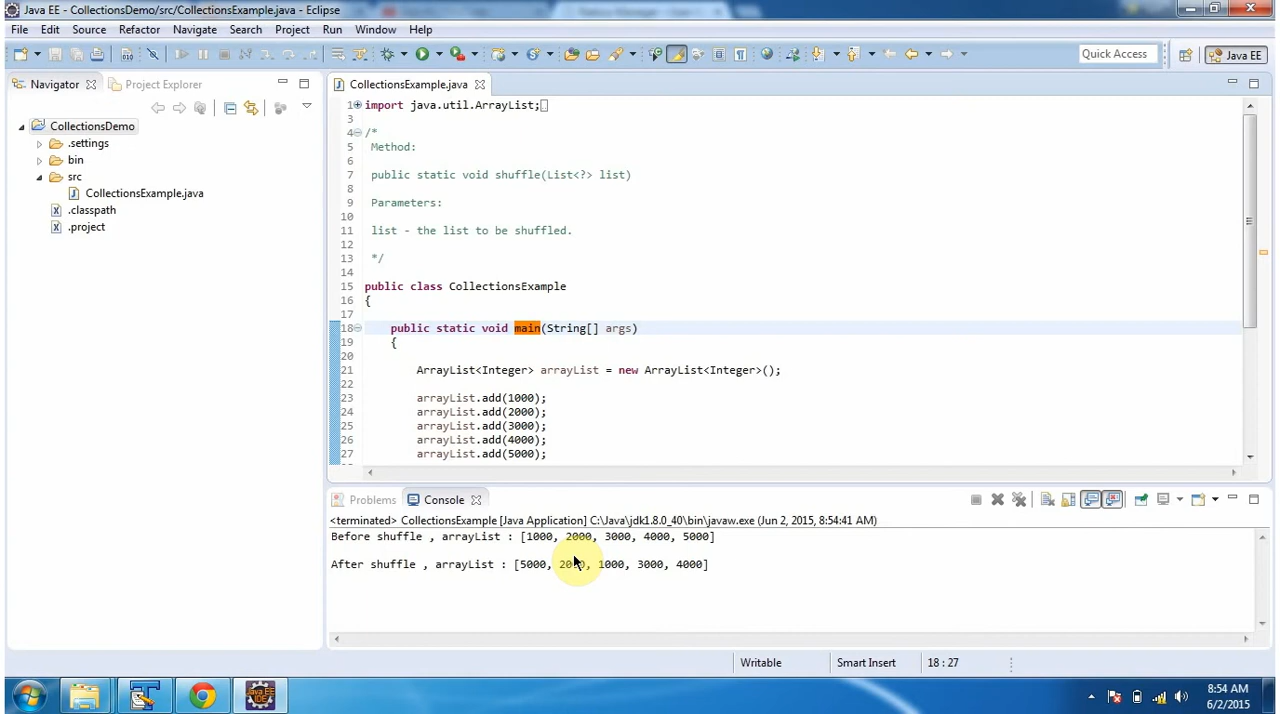 Java EE - CollectionsDemo/src/CollectionsExample.java - Eclipse
File Edit Source Refactor Navigate Search Project Run Window Help
Quick Access
Java EE
Navigator
Project Explorer
CollectionsDemo
.settings
bin
src
CollectionsExample.java
.classpath
.project
CollectionsExample.java
1 import java.util.ArrayList;
3
4 /*
5 Method:
6
7 public static void shuffle(List<?> list)
8
9 Parameters:
10
11 list - the list to be shuffled.
12
13 */
14
15 public class CollectionsExample
16 {
17
18 public static void main(String[] args)
19 {
20
21 ArrayList<Integer> arrayList = new ArrayList<Integer>();
22
23 arrayList.add(1000);
24 arrayList.add(2000);
25 arrayList.add(3000);
26 arrayList.add(4000);
27 arrayList.add(5000);
Problems Console
<terminated> CollectionsExample [Java Application] C:\Java\jdk1.8.0_40\bin\javaw.exe (Jun 2, 2015, 8:54:41 AM)
Before shuffle , arrayList : [1000, 2000, 3000, 4000, 5000]
After shuffle , arrayList : [5000, 2000, 1000, 3000, 4000]
Writable Smart Insert 18 : 27
Java EE
IDE
8:54 AM
6/2/2015